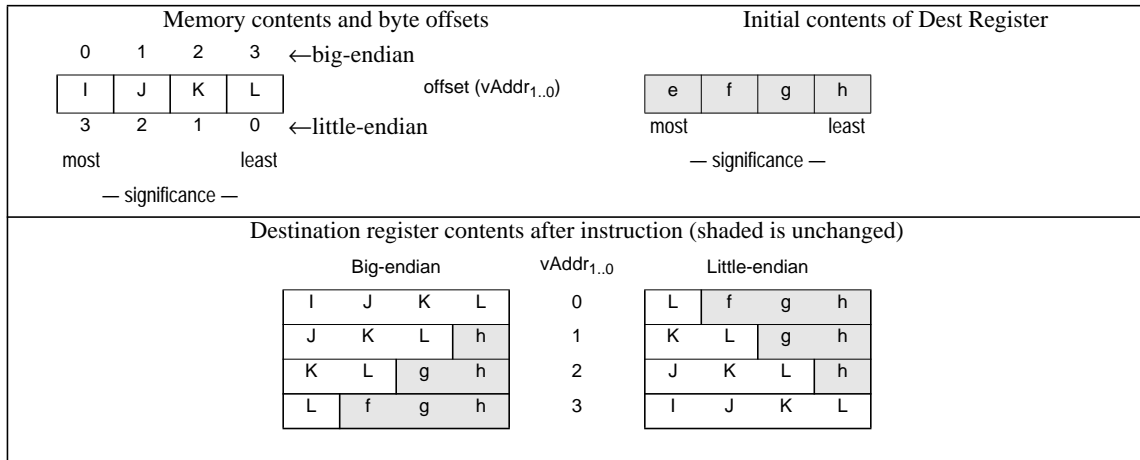 Memory contents and byte offsets
Initial contents of Dest Register
0 1 2 3 ←big-endian
I J K L
offset (vAddr1..0)
e f g h
3 2 1 0 ←little-endian
most least
most least
— significance —
— significance —
Destination register contents after instruction (shaded is unchanged)
Big-endian vAddr1..0 Little-endian
I J K L 0 L f g h
J K L h 1 K L g h
K L g h 2 J K L h
L f g h 3 I J K L